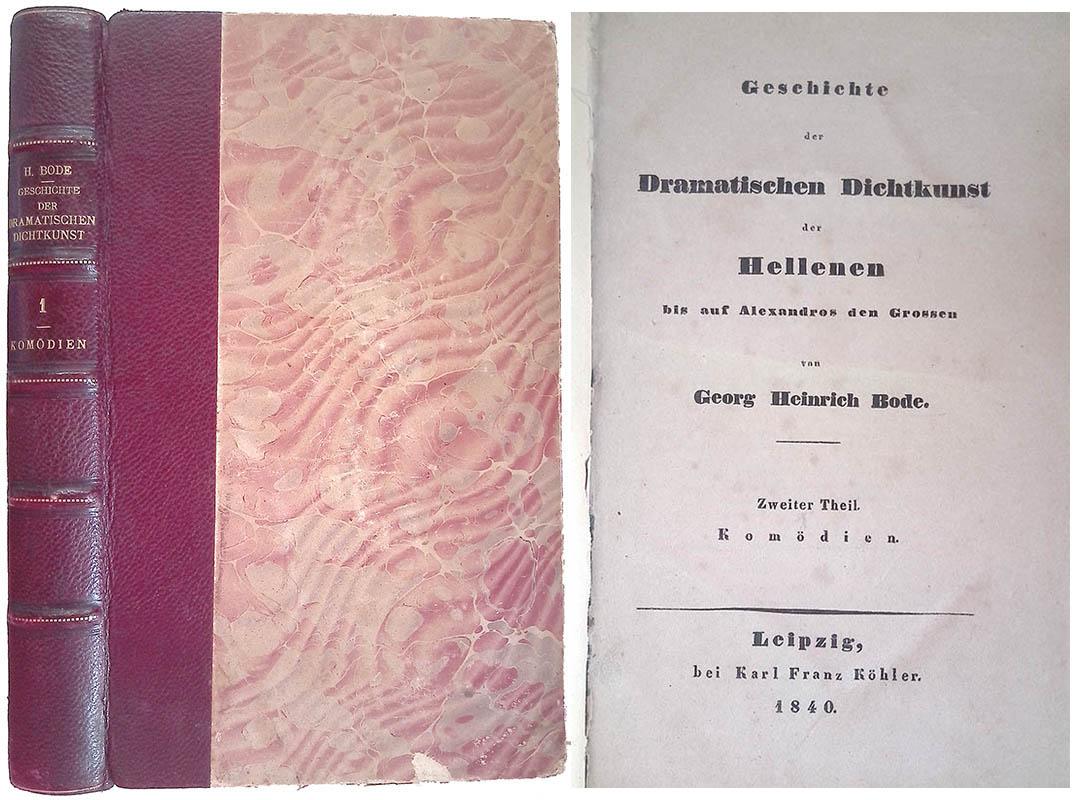 H. BODE
GESCHICHTE
DER
DRAMATISCHEN
DICHTKUNST
1
KOMÖDIEN
Geschichte
der
Dramatischen Dichtkunst
der
Hellenen
bis auf Alexandros den Grossen
von
Georg Heinrich Bode.
Zweiter Theil.
Komödien.
Leipzig,
bei Karl Franz Köhler.
1840.